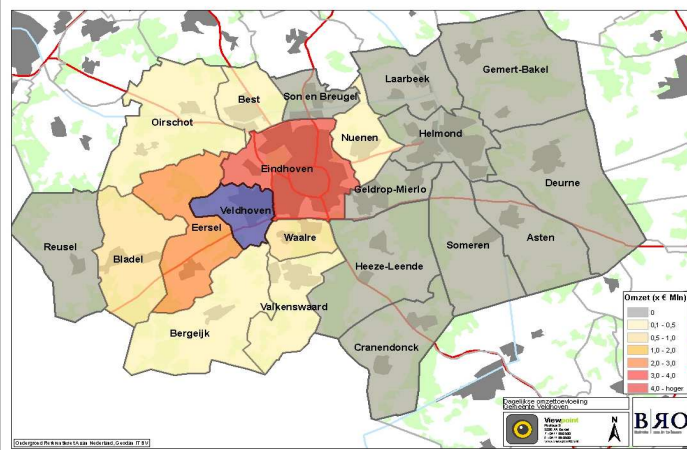 Laarbeek
Gemert-Bakel
Best
Son en Breugel
Oirschot
Nuenen
Helmond
Eindhoven
Deurne
Geldrop-Mierlo
Veldhoven
Eersel
Waalre
Reusel
Bladel
Heeze-Leende
Someren
Asten
Valkenswaard
Bergeijk
Cranendonck
Omzet (x € Mln)
0
0,1 - 0,5
0,5 - 1,0
1,0 - 2,0
2,0 - 3,0
3,0 - 4,0
4,0 - hoger
Dagelijkse omzettoevloeiing
Gemeente Veldhoven
Viewpoint
N
BRO